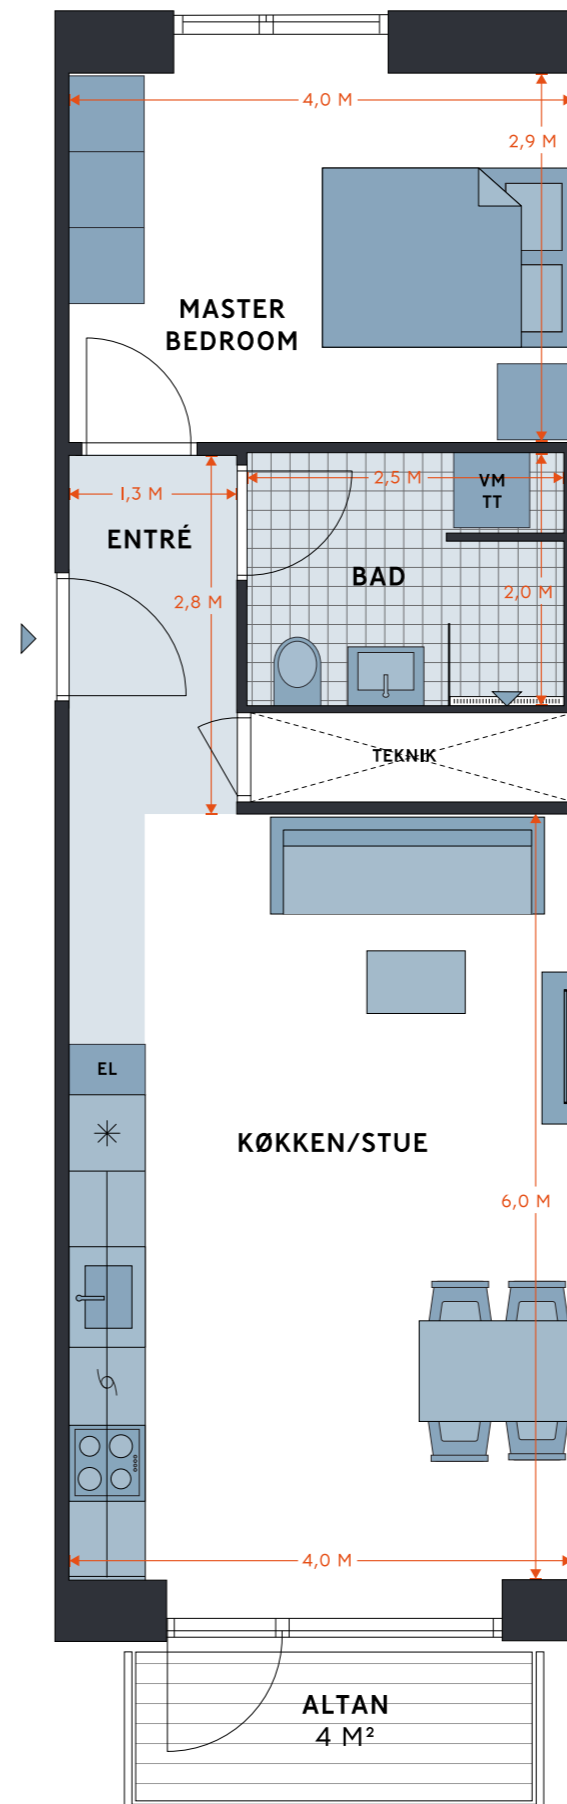 4,0 M
2,9 M
MASTER
BEDROOM
1,3 M
2,5 M
VM
TT
ENTRÉ
BAD
2,8 M
2,0 M
TEKNIK
EL
KØKKEN/STUE
6,0 M
4,0 M
ALTAN
4 M²